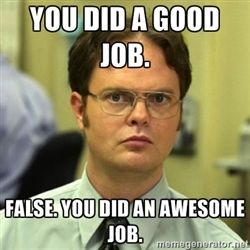 YOU DID A GOOD
JOB.
FALSE. YOU DID AN AWESOME
JOB.
memegenerator.net